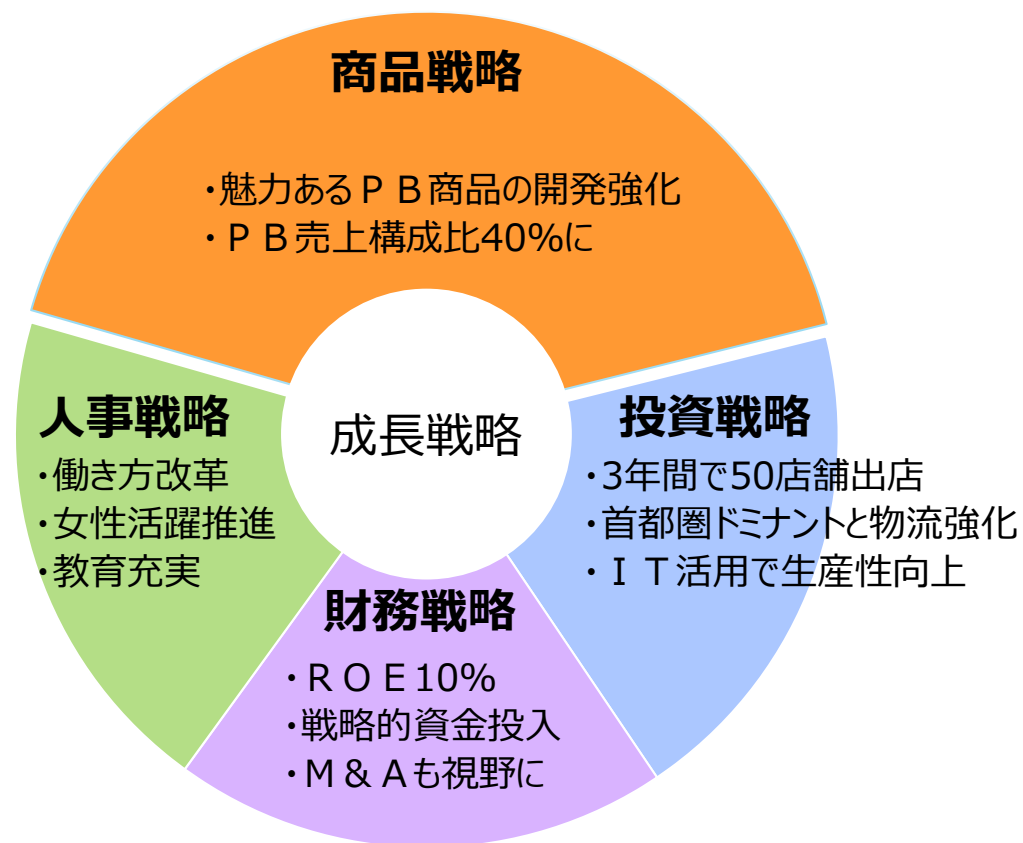 商品戦略
・魅力あるＰＢ商品の開発強化
・ＰＢ売上構成比40%に
人事戦略
・働き方改革
・女性活躍推進
・教育充実
成長戦略
投資戦略
・3年間で50店舗出店
・首都圏ドミナントと物流強化
・ＩＴ活用で生産性向上
財務戦略
・ＲＯＥ10%
・戦略的資金投入
・Ｍ＆Ａも視野に